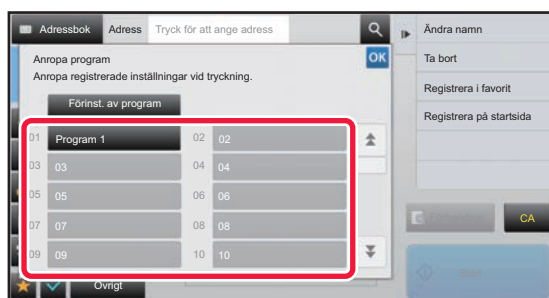 Adressbok Adress Tryck för att ange adress
Ändra namn
Anropa program OK
Ta bort
Anropa registrerade inställningar vid tryckning.
Registrera i favorit
Förinst. av program
Registrera på startsida
01 Program 1 02 02
03 03 04 04
05 05 06 06
07 07 08 08
CA
09 09 10 10
Start
Övrigt